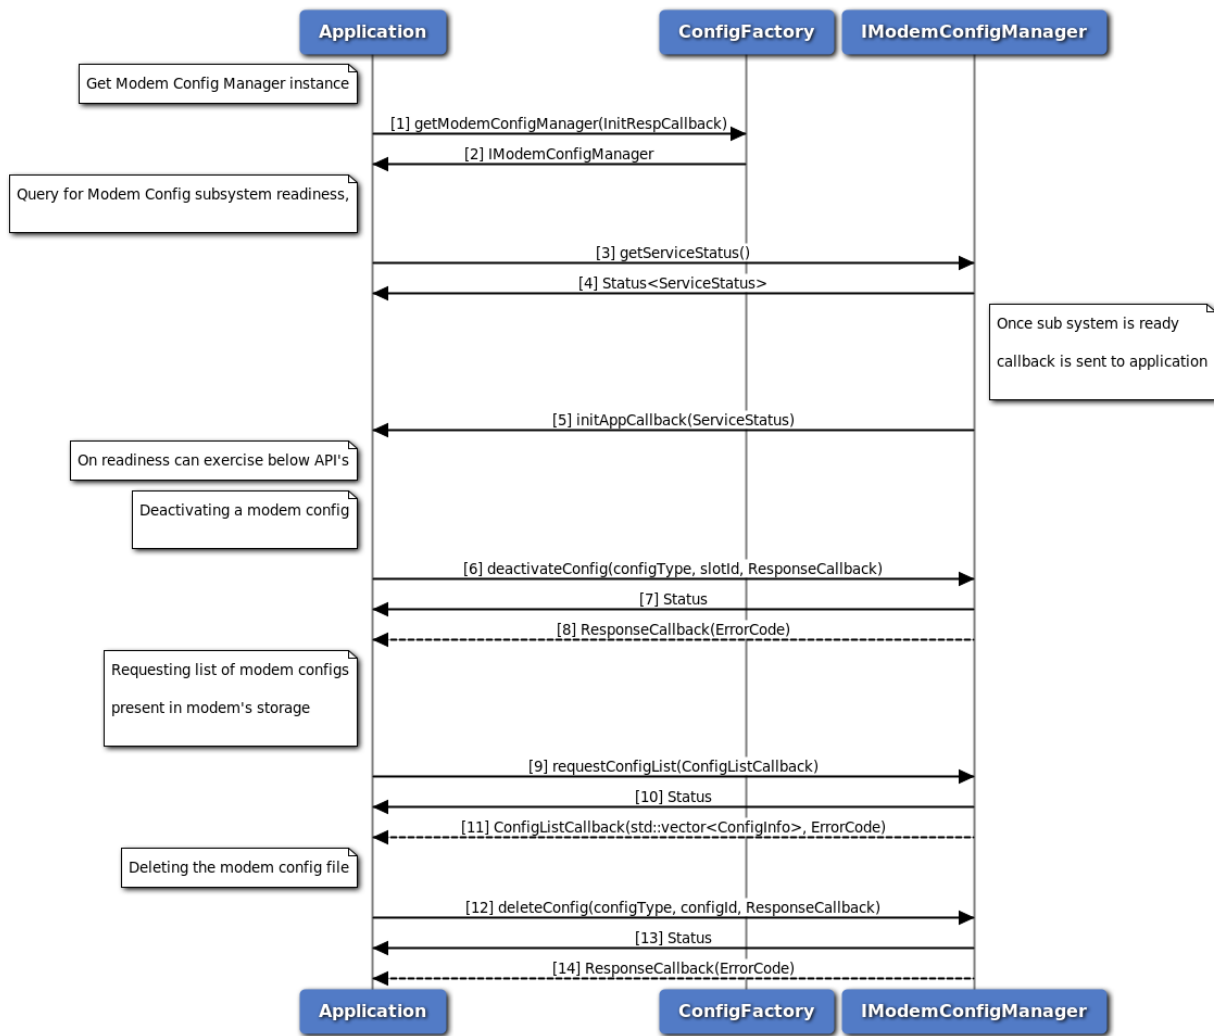 Application
ConfigFactory
IModemConfigManager
Get Modem Config Manager instance
[1] getModemConfigManager(InitRespCallback)
[2] IModemConfigManager
Query for Modem Config subsystem readiness,
[3] getServiceStatus()
[4] Status<ServiceStatus>
Once sub system is ready
callback is sent to application
[5] initAppCallback(ServiceStatus)
On readiness can exercise below API's
Deactivating a modem config
[6] deactivateConfig(configType, slotId, ResponseCallback)
[7] Status
[8] ResponseCallback(ErrorCode)
Requesting list of modem configs
present in modem's storage
[9] requestConfigList(ConfigListCallback)
[10] Status
[11] ConfigListCallback(std::vector<ConfigInfo>, ErrorCode)
Deleting the modem config file
[12] deleteConfig(configType, configId, ResponseCallback)
[13] Status
[14] ResponseCallback(ErrorCode)
Application
ConfigFactory
IModemConfigManager